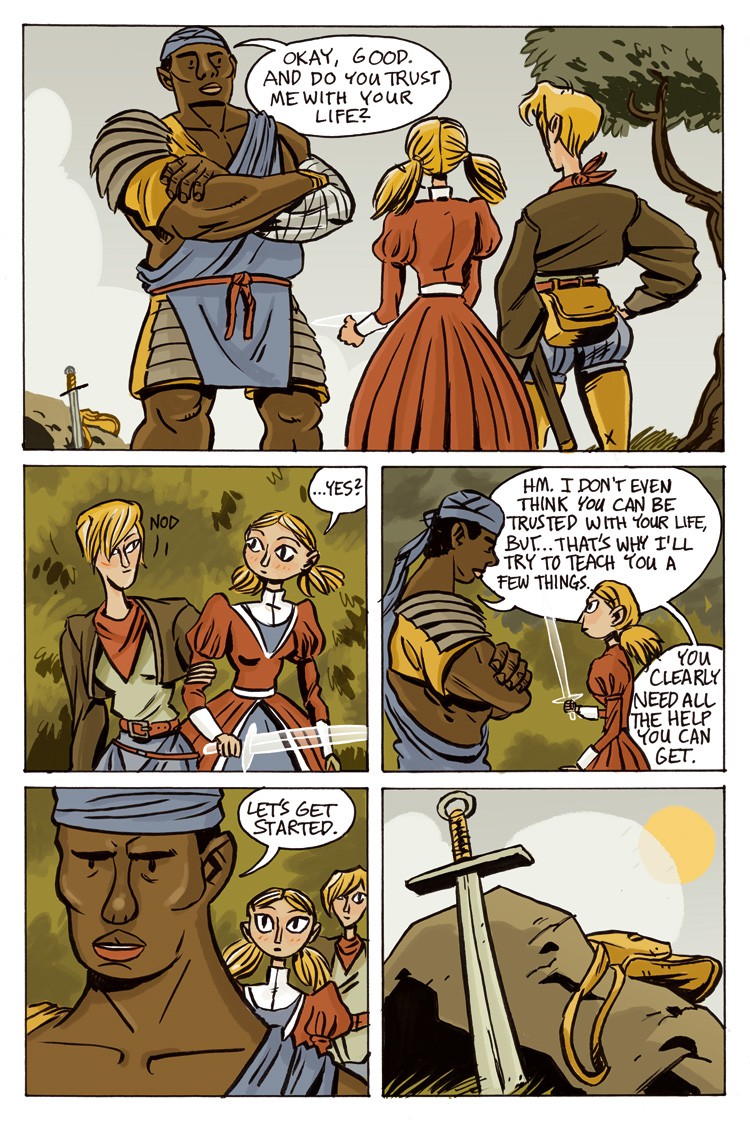 OKAY, GOOD.
AND DO YOU TRUST
ME WITH YOUR
LIFE?
NOD
...YES?
HM. I DON'T EVEN
THINK YOU CAN BE
TRUSTED WITH YOUR LIFE,
BUT... THAT'S WHY I'LL
TRY TO TEACH YOU A
FEW THINGS.
YOU
CLEARLY
NEED ALL
THE HELP
YOU CAN
GET.
LET'S GET
STARTED.